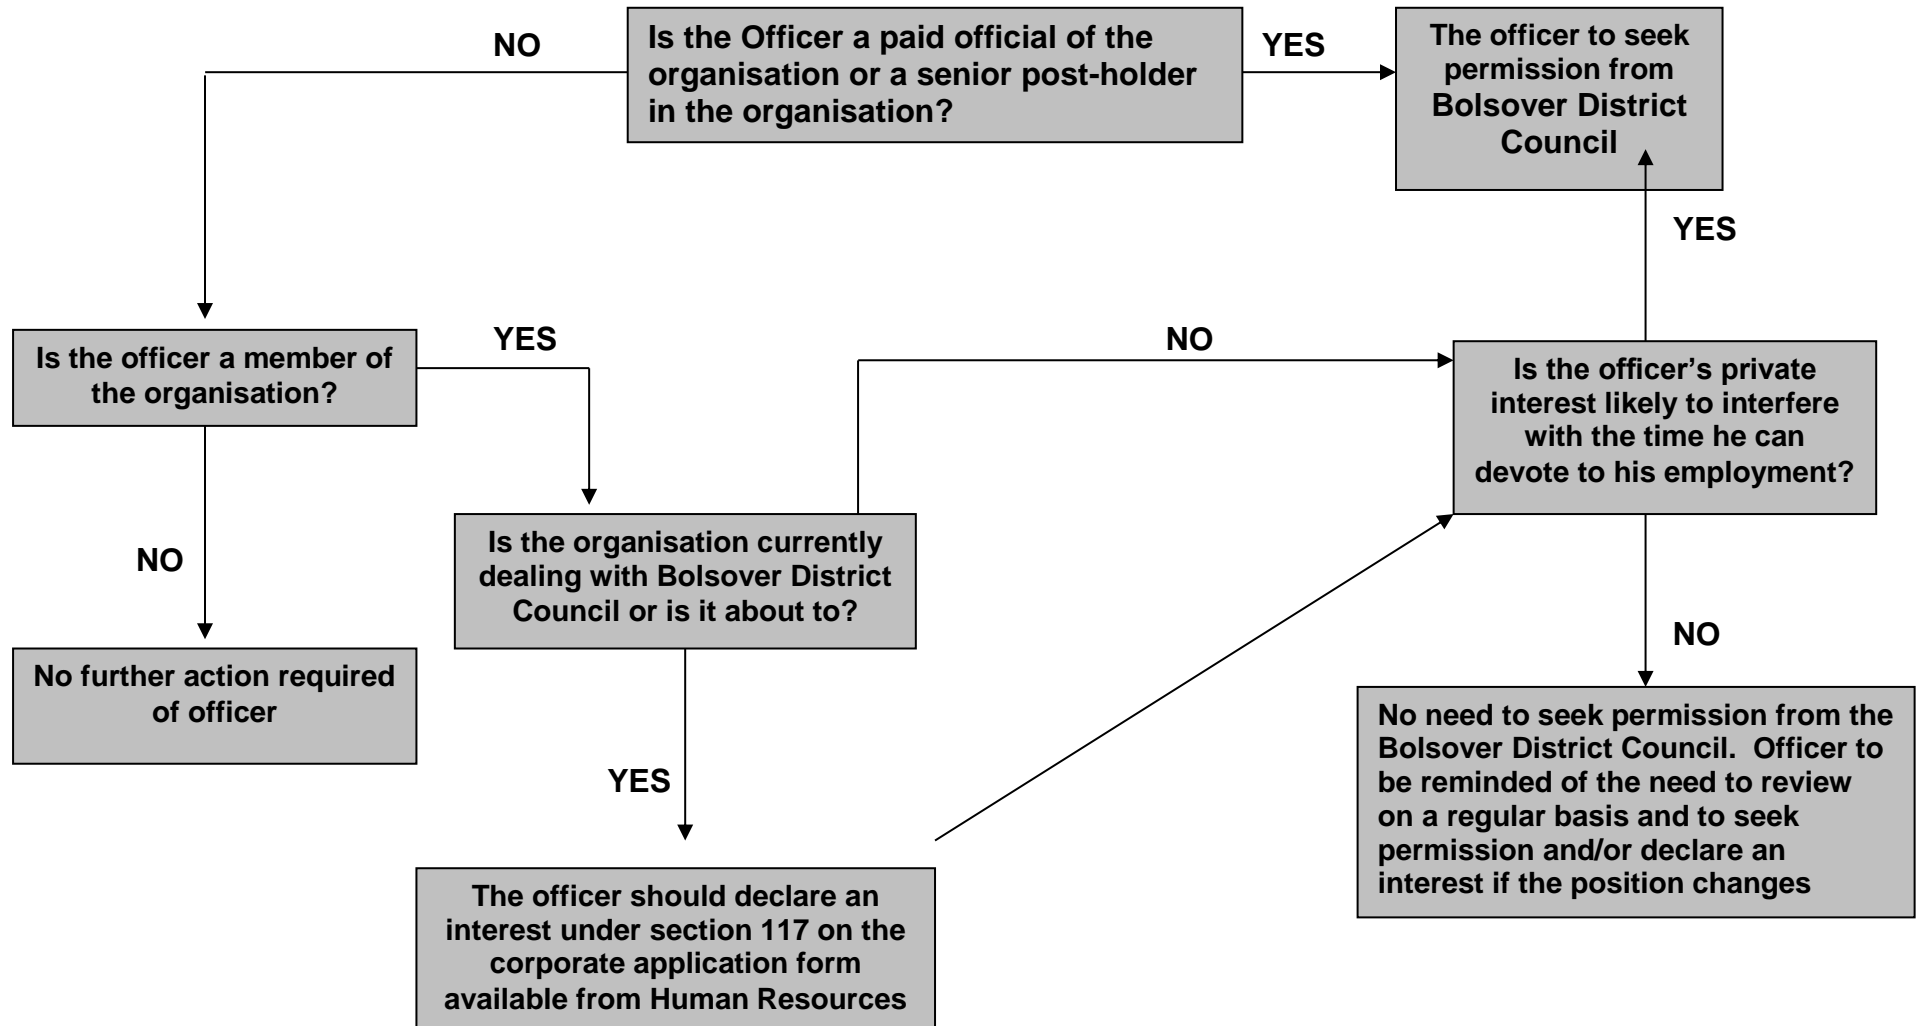 NO
Is the Officer a paid official of the
organisation or a senior post-holder
in the organisation?
YES
The officer to seek
permission from
Bolsover District
Council
YES
Is the officer a member of
the organisation?
YES
NO
Is the officer’s private
interest likely to interfere
with the time he can
devote to his employment?
NO
Is the organisation currently
dealing with Bolsover District
Council or is it about to?
NO
No further action required
of officer
No need to seek permission from the
Bolsover District Council.  Officer to
be reminded of the need to review
on a regular basis and to seek
permission and/or declare an
interest if the position changes
YES
The officer should declare an
interest under section 117 on the
corporate application form
available from Human Resources